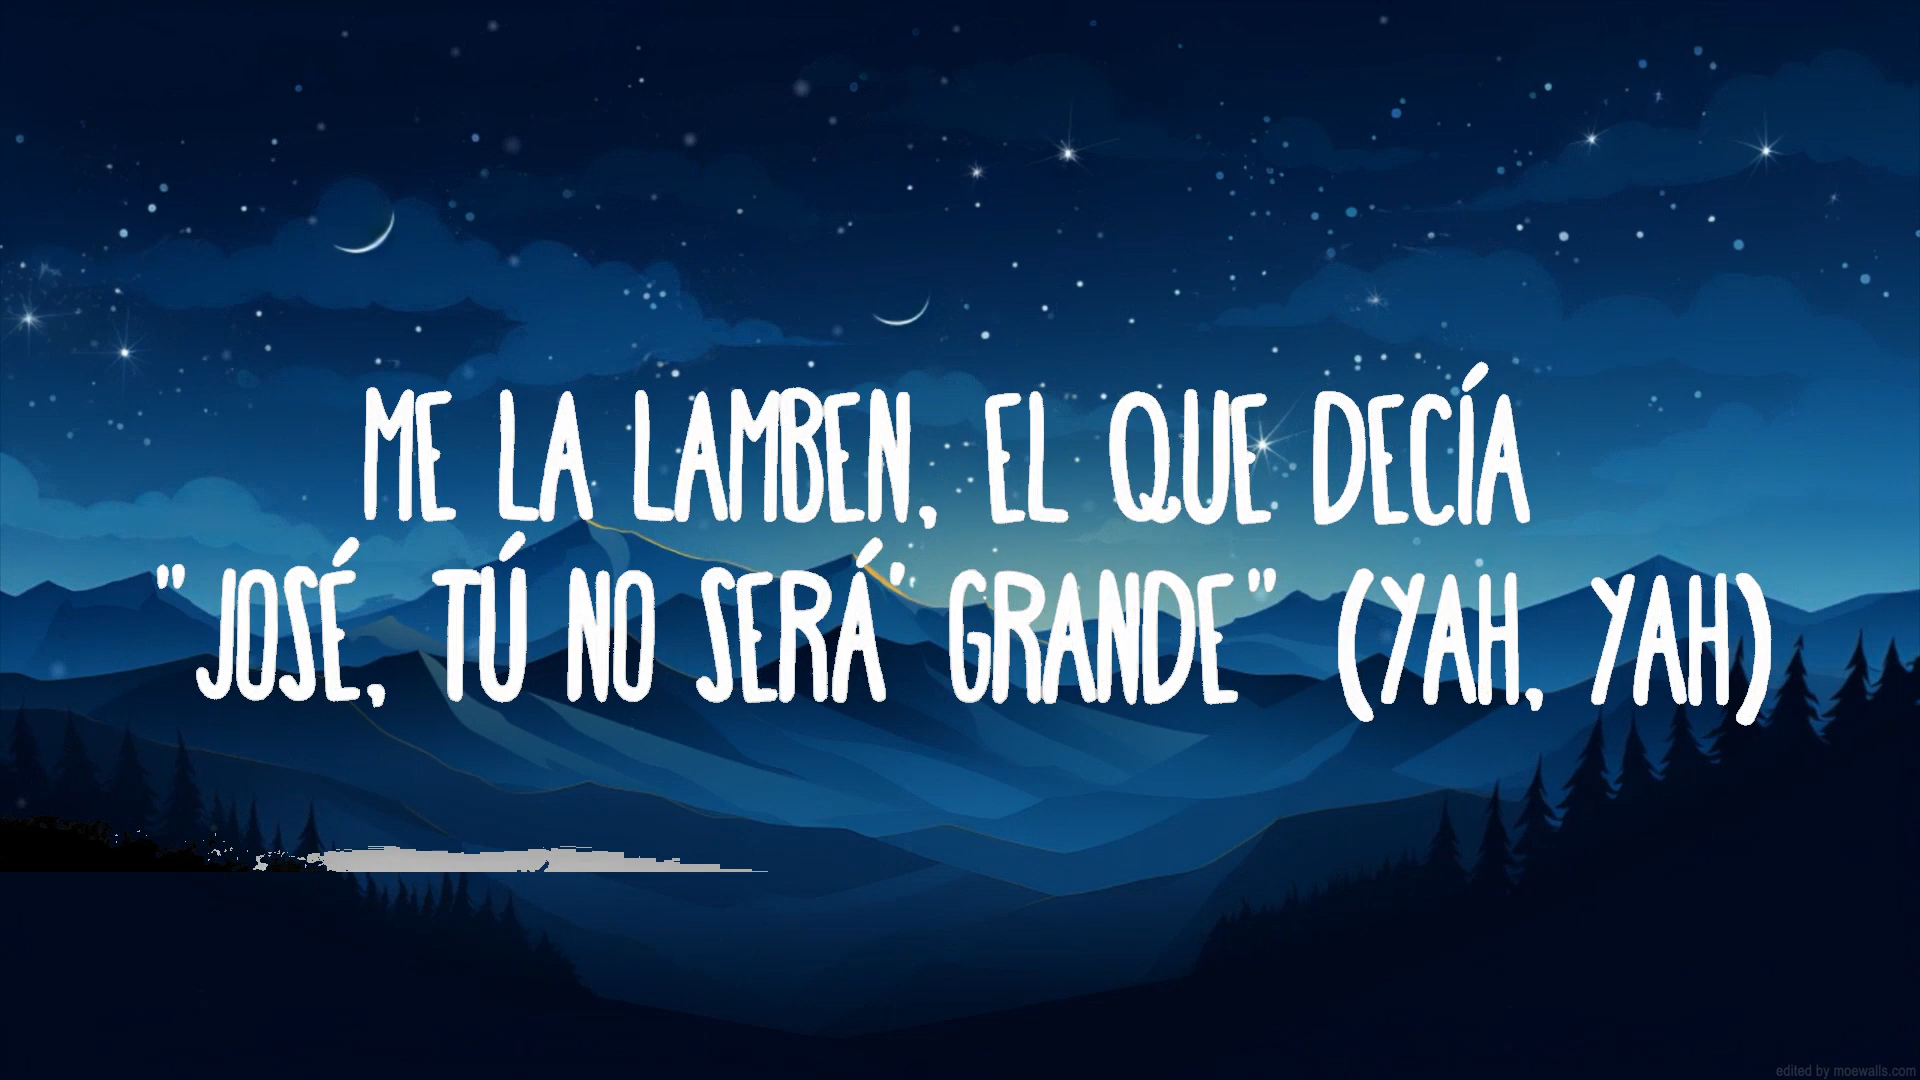 ME LA LAMBEN, EL QUE DECÍA
"JOSÉ, TÚ NO SERÁ' GRANDE" (YAH, YAH)
edited by moewalls.com